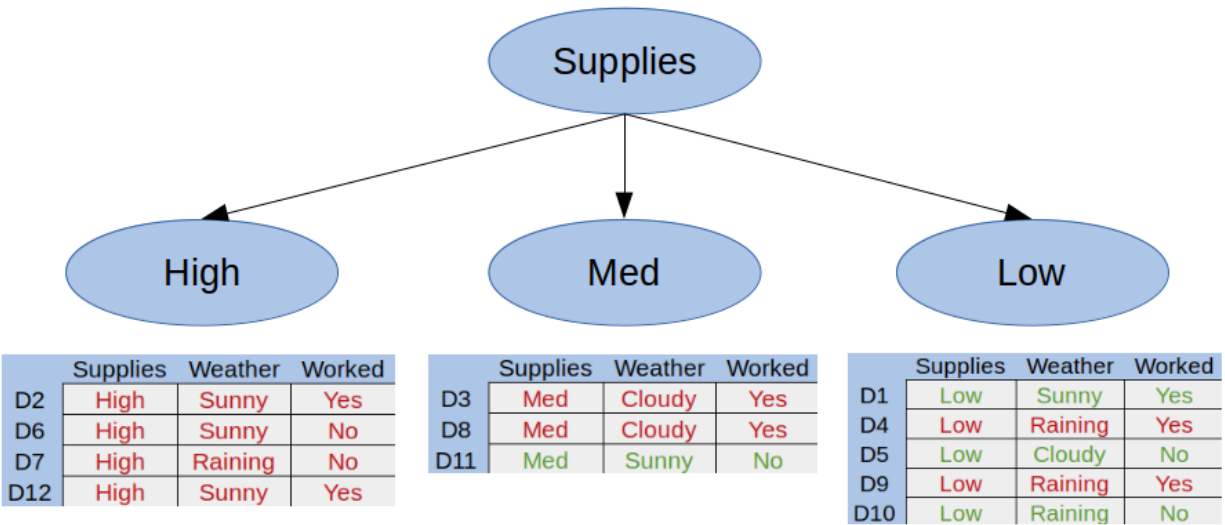 Supplies
High Med Low
Supplies Weather Worked
D2 High Sunny Yes
D6 High Sunny No
D7 High Raining No
D12 High Sunny Yes
Supplies Weather Worked
D3 Med Cloudy Yes
D8 Med Cloudy Yes
D11 Med Sunny No
Supplies Weather Worked
D1 Low Sunny Yes
D4 Low Raining Yes
D5 Low Cloudy No
D9 Low Raining Yes
D10 Low Raining No